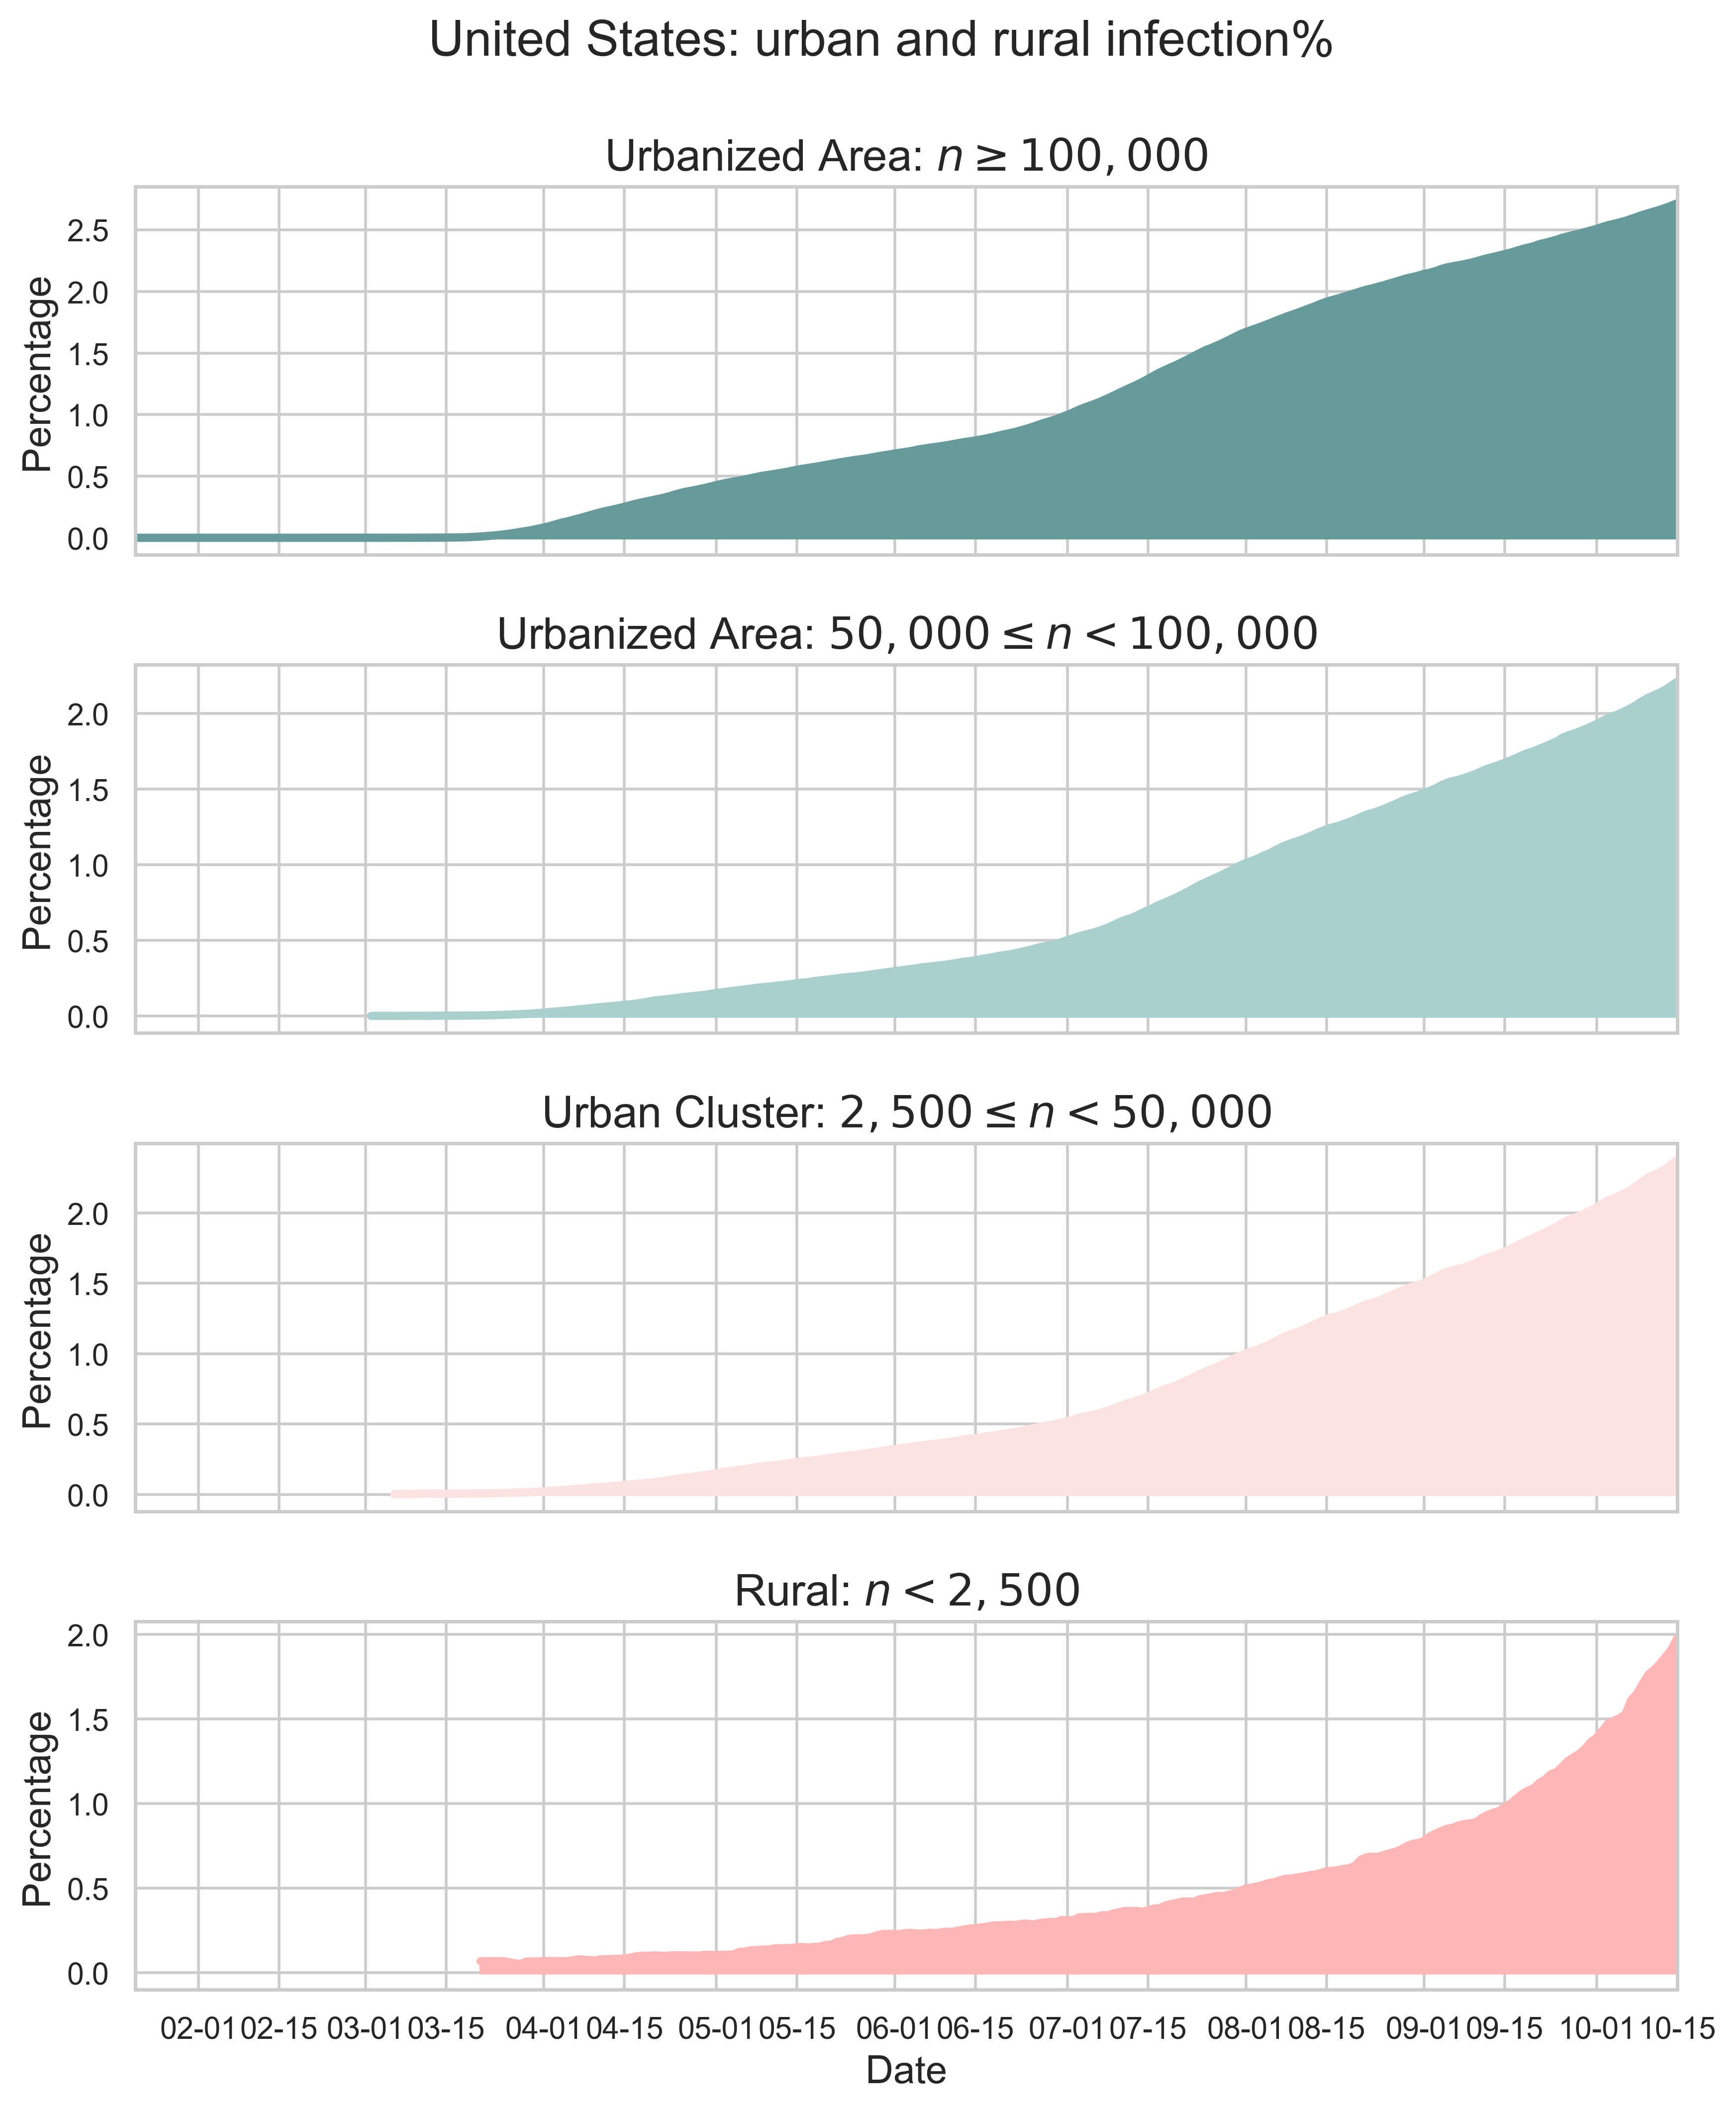 United States: urban and rural infection%
Urbanized Area: n ≥ 100,000
Percentage
2.5
2.0
1.5
1.0
0.5
0.0
Urbanized Area: 50,000 ≤ n < 100,000
Percentage
2.0
1.5
1.0
0.5
0.0
Urban Cluster: 2,500 ≤ n < 50,000
Percentage
2.0
1.5
1.0
0.5
0.0
Rural: n < 2,500
Percentage
2.0
1.5
1.0
0.5
0.0
02-01 02-15 03-01 03-15 04-01 04-15 05-01 05-15 06-01 06-15 07-01 07-15 08-01 08-15 09-01 09-15 10-01 10-15
Date